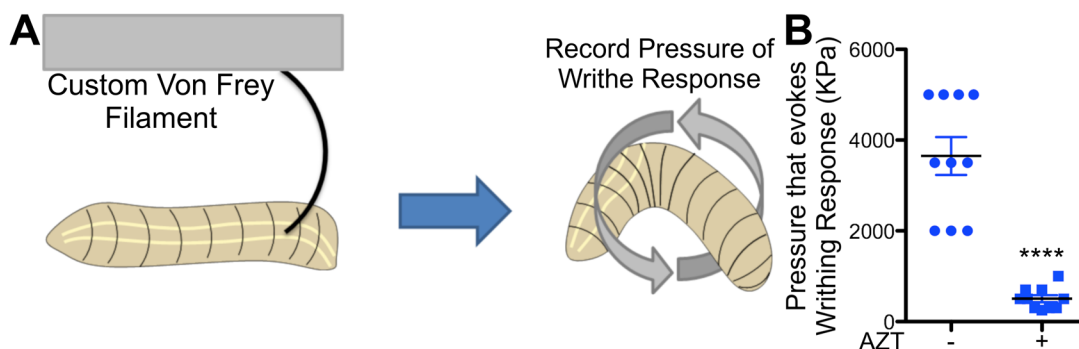 A
Custom Von Frey
Filament
Record Pressure of
Writhe Response
B
Pressure that evokes
Writhing Response (KPa)
6000
4000
2000
0
****
AZT - +